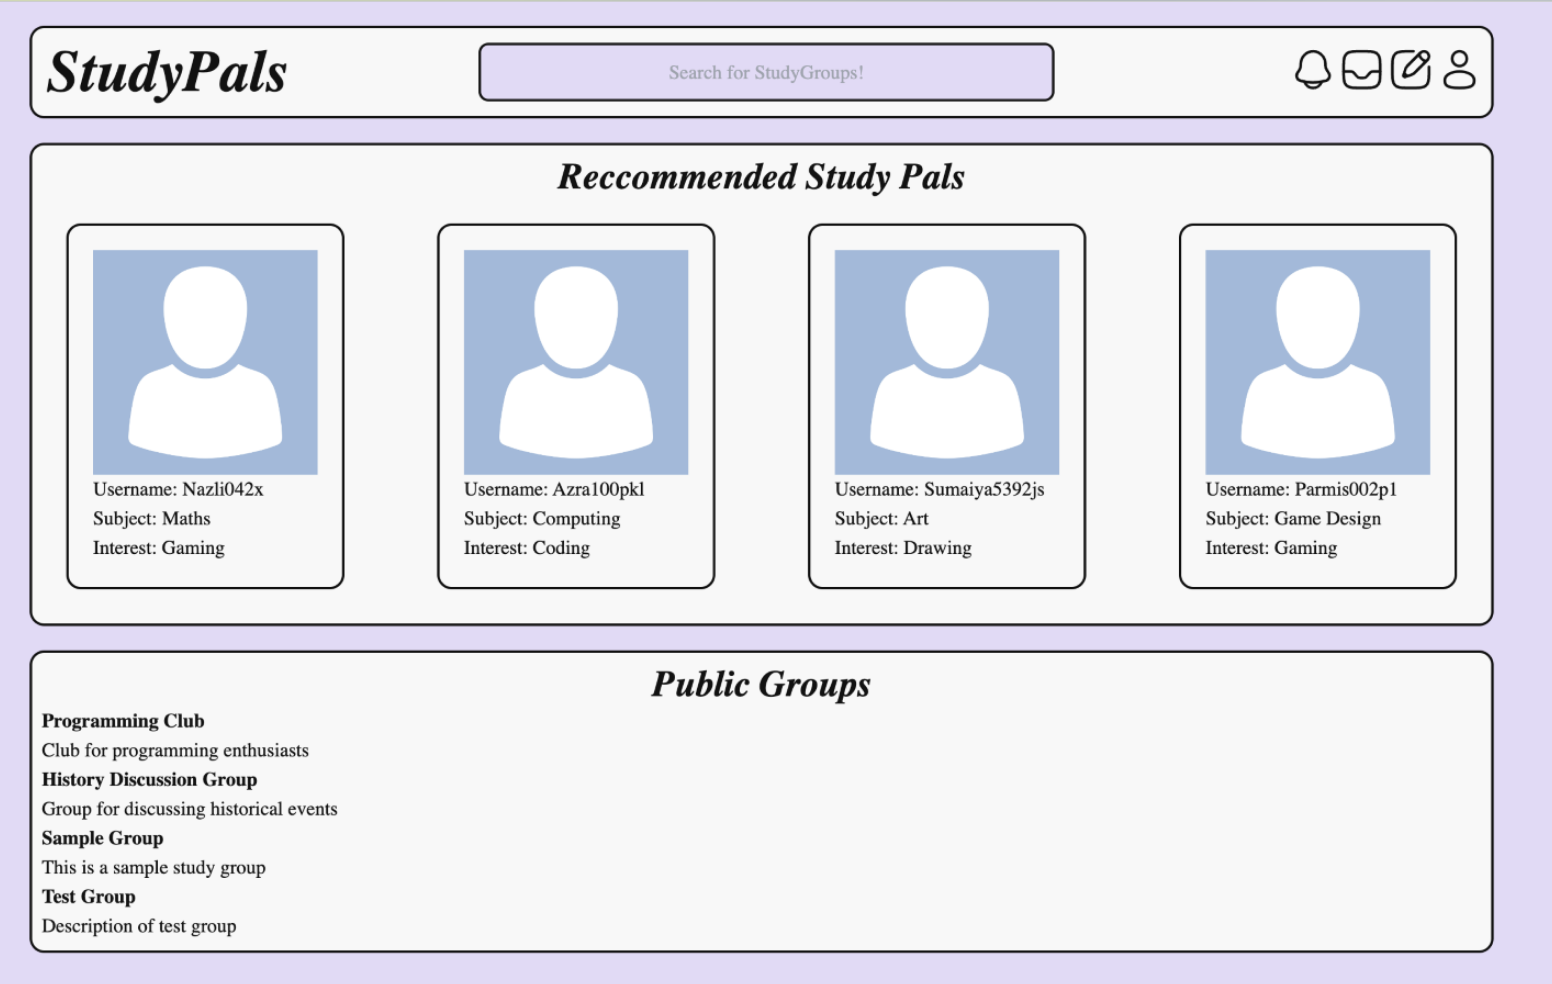 StudyPals
Search for StudyGroups!
Reccommended Study Pals
Username: Nazli042x
Subject: Maths
Interest: Gaming
Username: Azra100pkl
Subject: Computing
Interest: Coding
Username: Sumaiya5392js
Subject: Art
Interest: Drawing
Username: Parmis002p1
Subject: Game Design
Interest: Gaming
Public Groups
Programming Club
Club for programming enthusiasts
History Discussion Group
Group for discussing historical events
Sample Group
This is a sample study group
Test Group
Description of test group